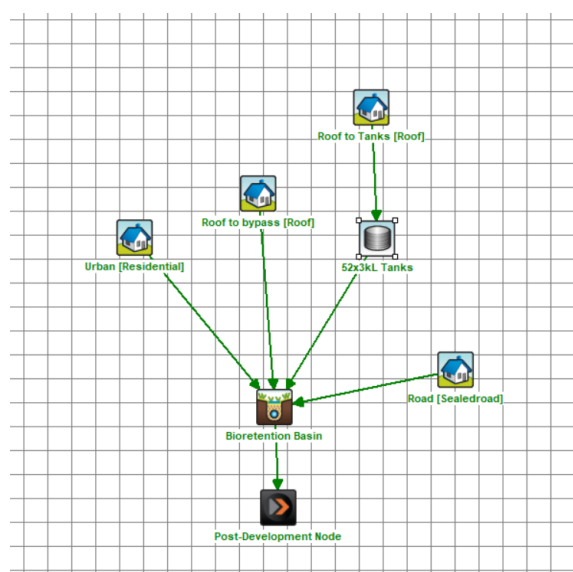 Roof to Tanks [Roof]
Roof to bypass [Roof]
Urban [Residential]
52x3kL Tanks
Road [Sealedroad]
Bioretention Basin
Post-Development Node